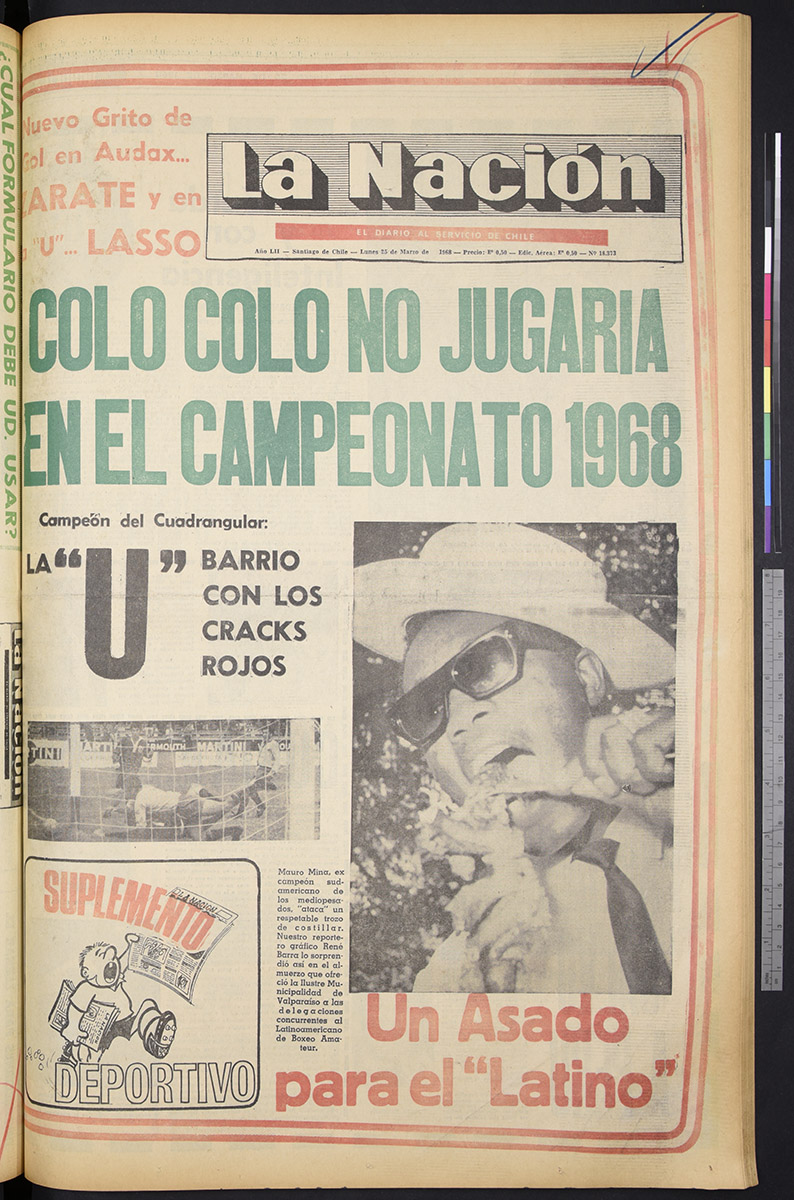 ¿CUAL FORMULARIO DEBE UD. USAR?
La Nación
Nuevo Grito de
Gol en Audax...
ZARATE y en
"U"... LASSO
La Nación
EL DIARIO AL SERVICIO DE CHILE
Año LII — Santiago de Chile — Lunes 25 de Marzo de 1968 — Precio: Eº 0,50 — Edic. Aérea: Eº 0,50 — Nº 18.373
COLO COLO NO JUGARIA
EN EL CAMPEONATO 1968
Campeón del Cuadrangular:
LA "U" BARRIO
CON LOS
CRACKS
ROJOS
MARTINI
SUPLEMENTO
LA NACION
DEPORTIVO
Mauro Mina, ex
campeón sud-
americano de
los mediopesa-
dos, "ataca" un
respetable trozo
de costillar.
Nuestro reporte-
ro gráfico René
Barra lo sorpren-
dió así en el al-
muerzo que ofre-
ció la Ilustre Mu-
nicipalidad de
Valparaíso a las
delegaciones
concurrentes al
Latinoamericano
de Boxeo Ama-
teur.
Un Asado
para el "Latino"